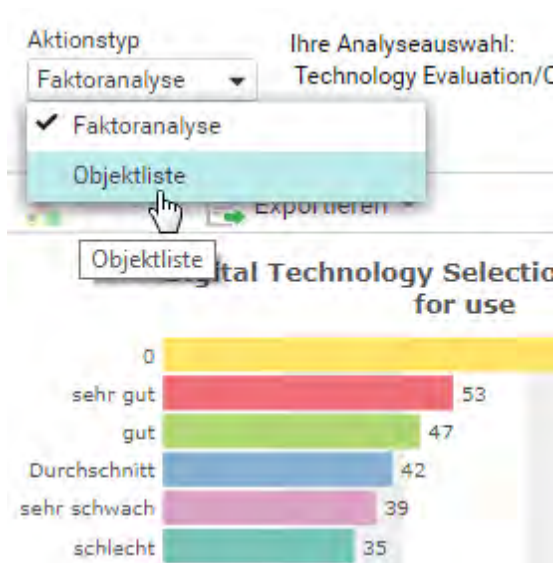 Aktionstyp
Ihre Analyseauswahl:
Faktoranalyse
Technology Evaluation/
Faktoranalyse
Objektliste
Exportieren
Objektliste
Digital Technology Selectio
for use
0
sehr gut
53
gut
47
Durchschnitt
42
sehr schwach
39
schlecht
35